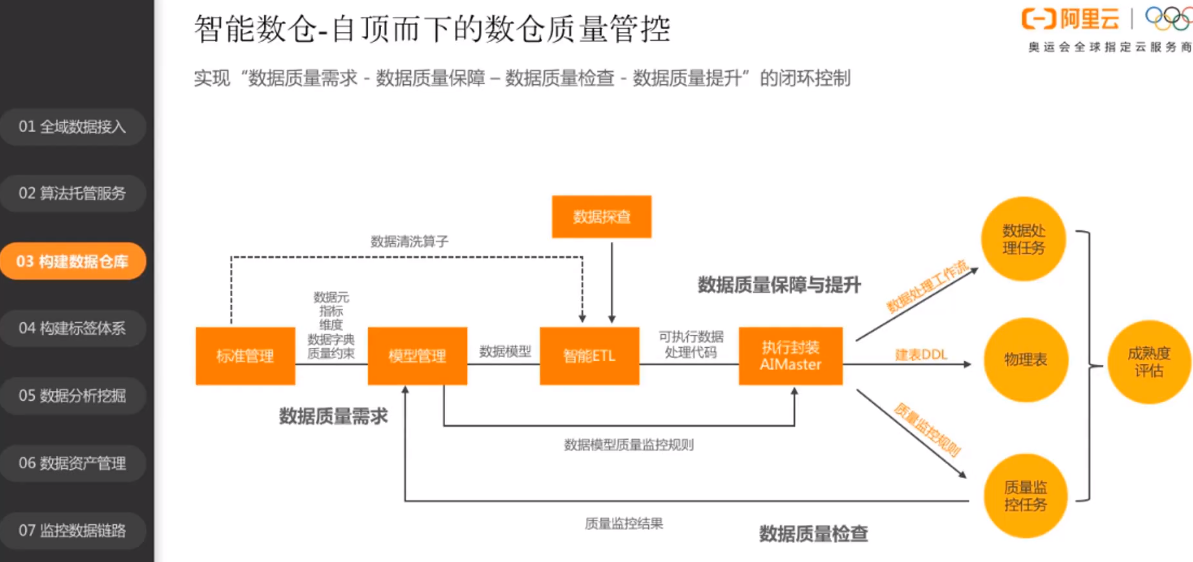 智能数仓-自顶而下的数仓质量管控
阿里云
奥运会全球指定云服务商
实现“数据质量需求 - 数据质量保障 – 数据质量检查 - 数据质量提升”的闭环控制
01 全域数据接入
02 算法托管服务
03 构建数据仓库
04 构建标签体系
05 数据分析挖掘
06 数据资产管理
07 监控数据链路
数据探查
数据清洗算子
数据质量保障与提升
数据处理工作流
数据处
理任务
数据元
指标
维度
数据字典
质量约束
标准管理
模型管理
数据模型
智能ETL
可执行数据
处理代码
执行封装
AIMaster
建表DDL
物理表
成熟度
评估
数据质量需求
数据模型质量监控规则
质量监控规则
质量监
控任务
质量监控结果
数据质量检查